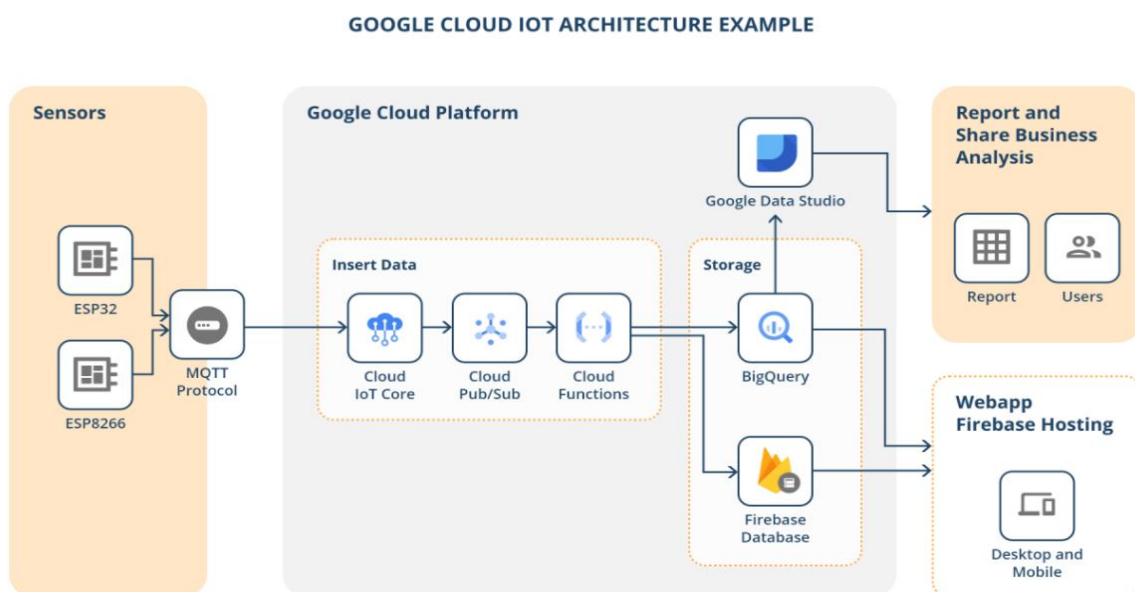 GOOGLE CLOUD IOT ARCHITECTURE EXAMPLE
Sensors
ESP32
ESP8266
MQTT
Protocol
Google Cloud Platform
Insert Data
Cloud
IoT Core
Cloud
Pub/Sub
Cloud
Functions
Google Data Studio
Storage
BigQuery
Firebase
Database
Report and
Share Business
Analysis
Report
Users
Webapp
Firebase Hosting
Desktop and
Mobile